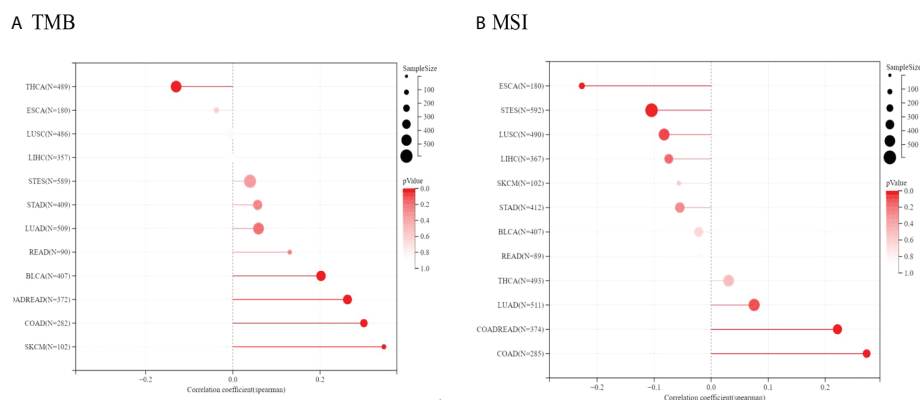 A TMB
THCA(N=489)
ESCA(N=180)
LUSC(N=486)
LIHC(N=357)
STES(N=589)
STAD(N=409)
LUAD(N=509)
READ(N=90)
BLCA(N=407)
OADREAD(N=372)
COAD(N=282)
SKCM(N=102)
−0.2 0.0 0.2
Correlation coefficient(spearman)
SampleSize
100
200
300
400
500
pValue
0.0
0.2
0.4
0.6
0.8
1.0
B MSI
ESCA(N=180)
STES(N=592)
LUSC(N=490)
LIHC(N=367)
SKCM(N=102)
STAD(N=412)
BLCA(N=407)
READ(N=89)
THCA(N=493)
LUAD(N=511)
COADREAD(N=374)
COAD(N=285)
−0.2 −0.1 0.0 0.1 0.2
Correlation coefficient(spearman)
SampleSize
100
200
300
400
500
pValue
0.0
0.2
0.4
0.6
0.8
1.0